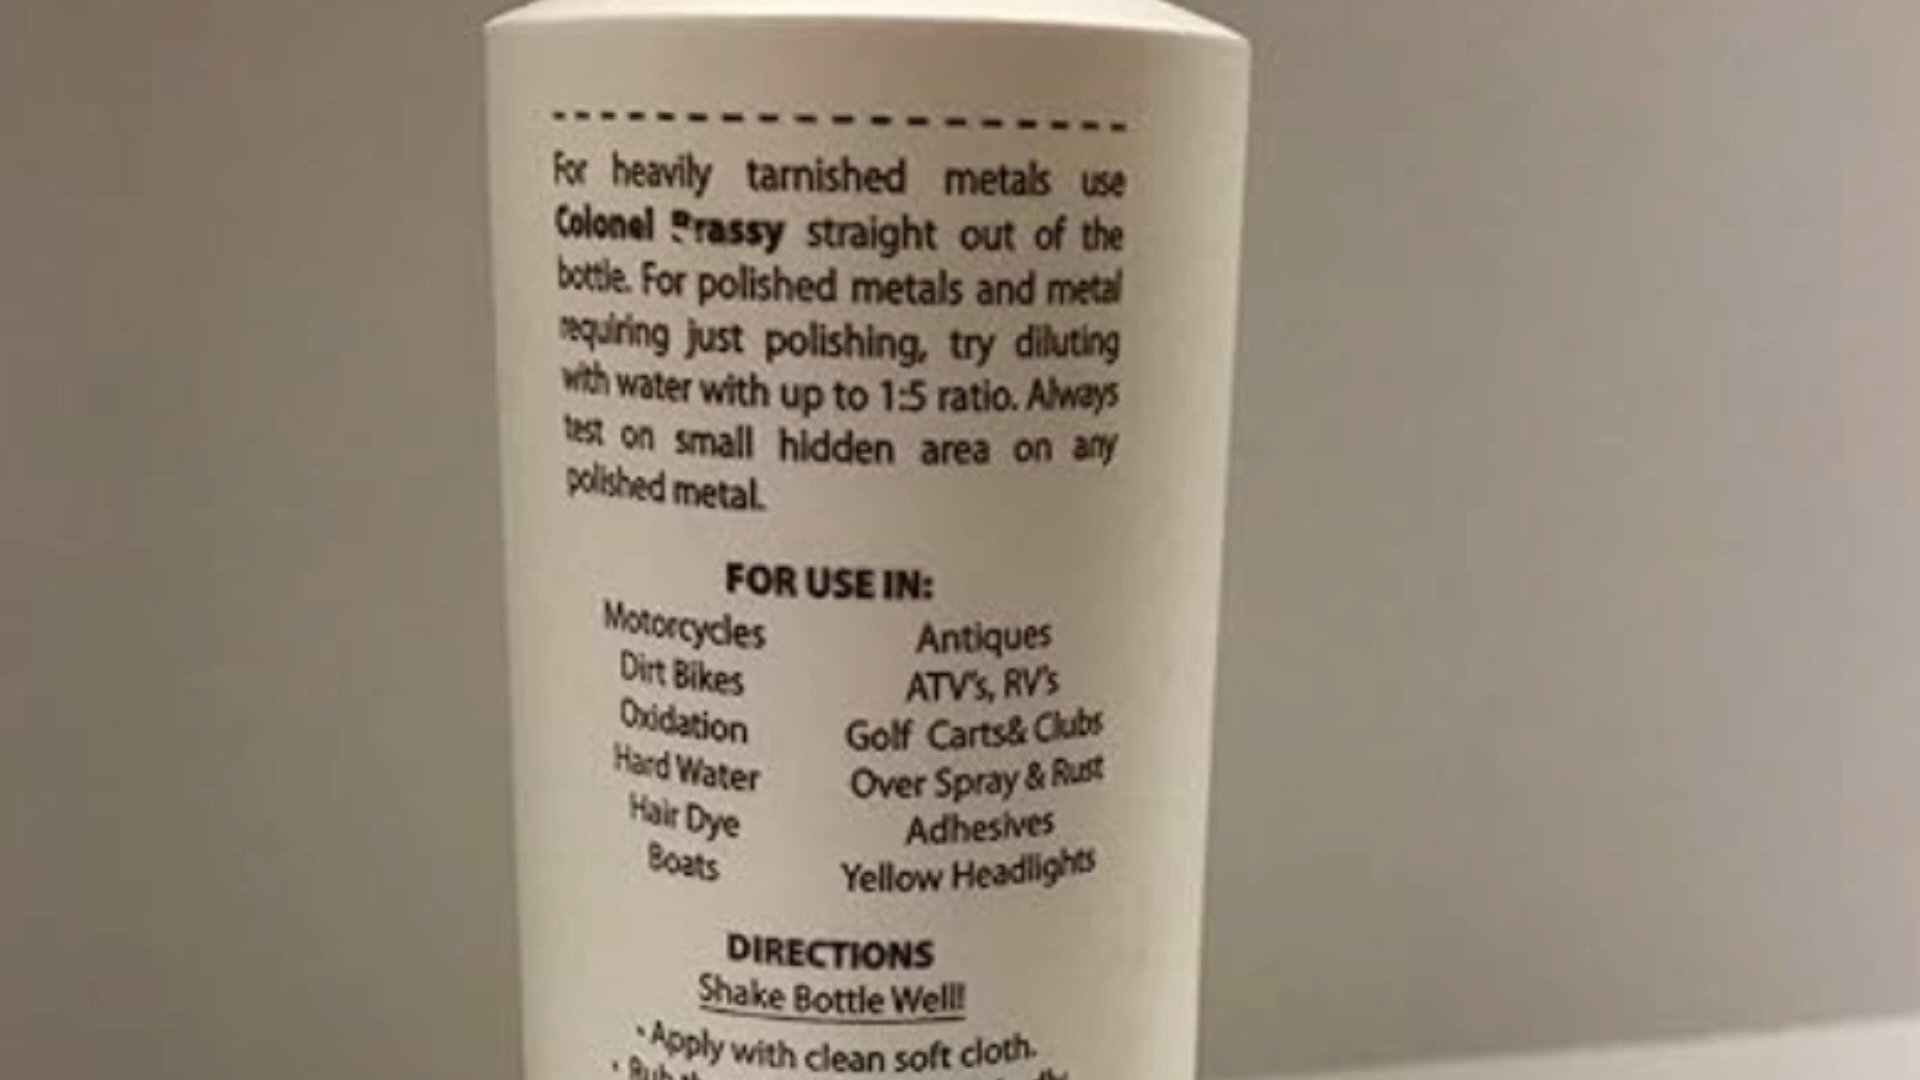 For heavily tarnished metals use
Colonel Brassy straight out of the
bottle. For polished metals and metal
requiring just polishing, try diluting
with water with up to 1:5 ratio. Always
test on small hidden area on any
polished metal.
FOR USE IN:
Motorcycles
Dirt Bikes
Oxidation
Hard Water
Hair Dye
Boats
Antiques
ATV's, RV's
Golf Carts& Clubs
Over Spray & Rust
Adhesives
Yellow Headlights
DIRECTIONS
Shake Bottle Well!
• Apply with clean soft cloth.
• Rub